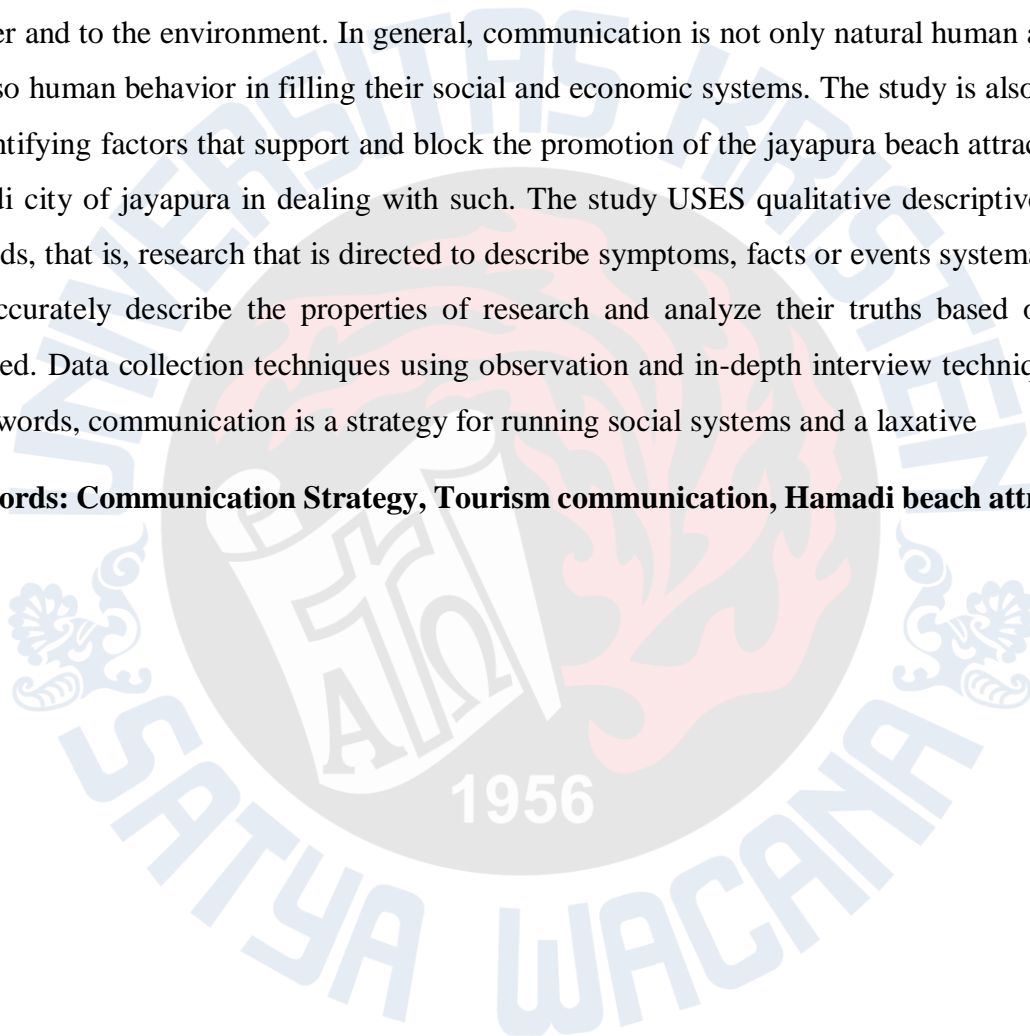 er and to the environment. In general, communication is not only natural human a
so human behavior in filling their social and economic systems. The study is also
ntifying factors that support and block the promotion of the jayapura beach attrac
di city of jayapura in dealing with such. The study USES qualitative descriptive
ds, that is, research that is directed to describe symptoms, facts or events systema
ccurately describe the properties of research and analyze their truths based o
ed. Data collection techniques using observation and in-depth interview techniq
words, communication is a strategy for running social systems and a laxative
ords: Communication Strategy, Tourism communication, Hamadi beach attr
UNIVERSITAS KRISTEN
ΑΩ
1956
SATYA WACANA